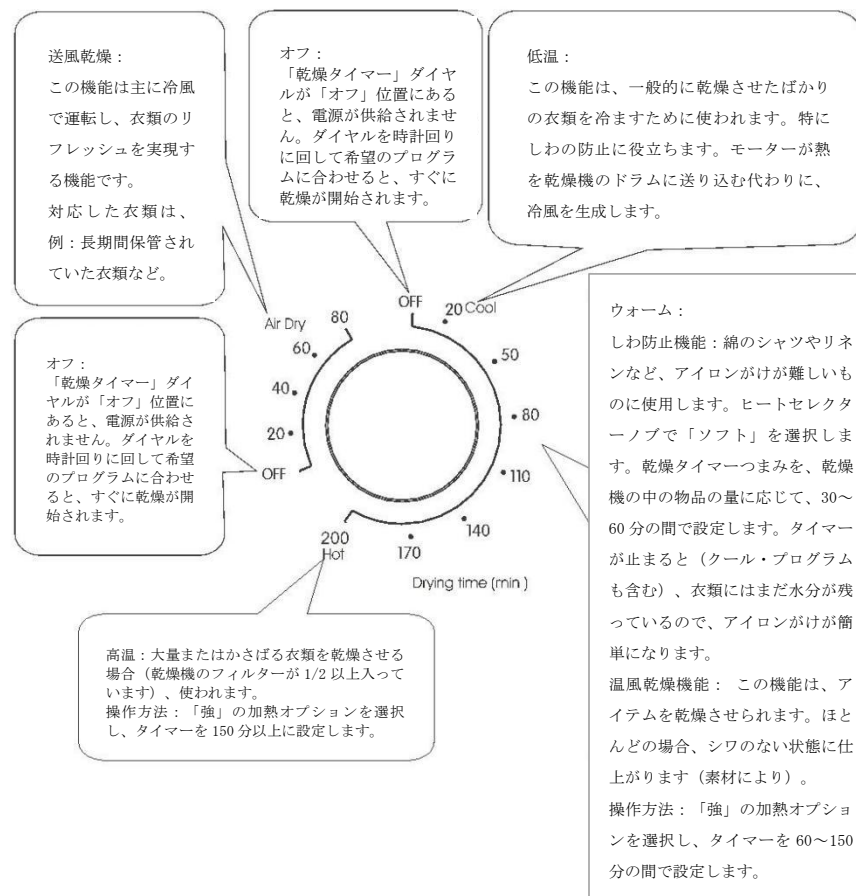 送風乾燥：
この機能は主に冷風
で運転し、衣類のリ
フレッシュを実現す
る機能です。
対応した衣類は、
例：長期間保管され
ていた衣類など。
オフ：
「乾燥タイマー」ダイヤ
ルが「オフ」位置にある
と、電源が供給されませ
ん。ダイヤルを時計回り
に回して希望のプログラ
ムに合わせると、すぐに
乾燥が開始されます。
低温：
この機能は、一般的に乾燥させたばかり
の衣類を冷ますために使われます。特に
しわの防止に役立ちます。モーターが熱
を乾燥機のドラムに送り込む代わりに、
冷風を生成します。
オフ：
「乾燥タイマー」ダイ
ヤルが「オフ」位置に
あると、電源が供給さ
れません。ダイヤルを
時計回りに回して希望
のプログラムに合わせ
ると、すぐに乾燥が開
始されます。
Air Dry
80
60
40
20
OFF
OFF
20 Cool
50
80
110
140
170
200
Hot
Drying time (min )
ウォーム：
しわ防止機能：綿のシャツやリネ
ンなど、アイロンがけが難しいも
のに使用します。ヒートセレクタ
ーノブで「ソフト」を選択しま
す。乾燥タイマーつまみを、乾燥
機の中の物品の量に応じて、30～
60 分の間で設定します。タイマー
が止まると（クール・プログラム
も含む）、衣類にはまだ水分が残
っているので、アイロンがけが簡
単になります。
温風乾燥機能： この機能は、ア
イテムを乾燥させられます。ほと
んどの場合、シワのない状態に仕
上がります（素材により）。
操作方法：「強」の加熱オプショ
ンを選択し、タイマーを 60～150
分の間で設定します。
高温：大量またはかさばる衣類を乾燥させる
場合（乾燥機のフィルターが 1/2 以上入って
います）、使われます。
操作方法：「強」の加熱オプションを選択
し、タイマーを 150 分以上に設定します。